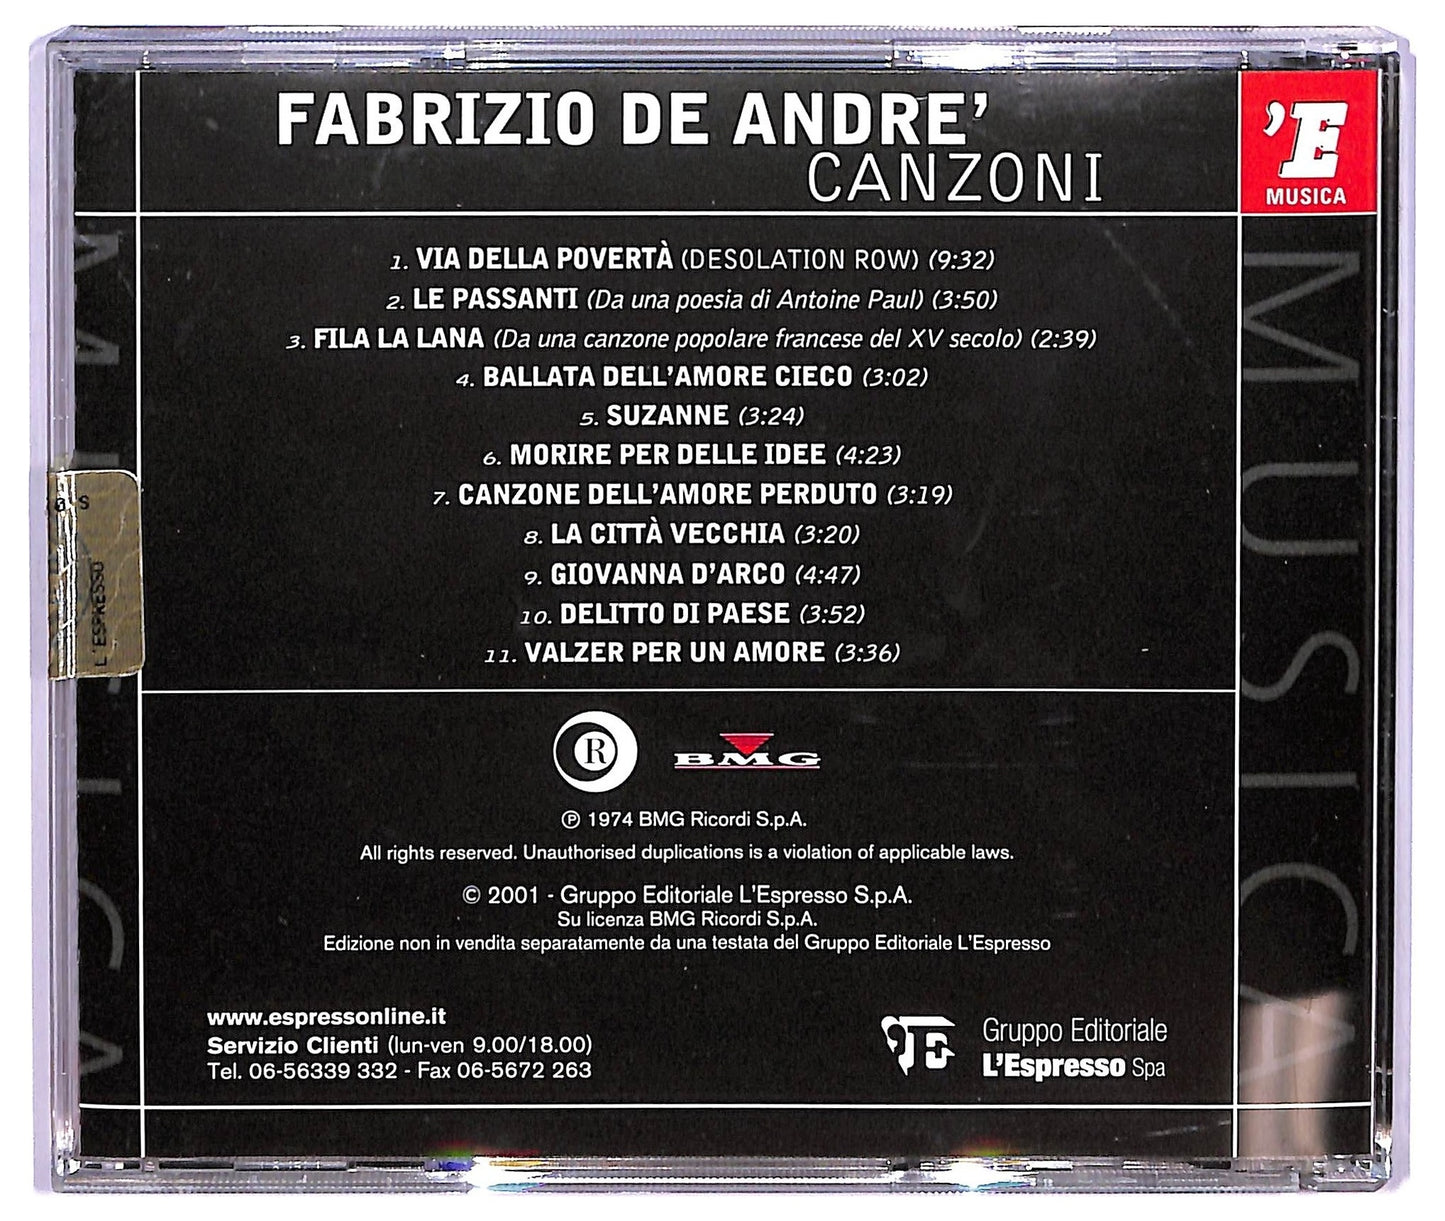 FABRIZIO DE ANDRE'
CANZONI
'E
MUSICA
1. VIA DELLA POVERTÀ (DESOLATION ROW) (9:32)
2. LE PASSANTI (Da una poesia di Antoine Paul) (3:50)
3. FILA LA LANA (Da una canzone popolare francese del XV secolo) (2:39)
4. BALLATA DELL'AMORE CIECO (3:02)
5. SUZANNE (3:24)
6. MORIRE PER DELLE IDEE (4:23)
7. CANZONE DELL'AMORE PERDUTO (3:19)
8. LA CITTÀ VECCHIA (3:20)
9. GIOVANNA D'ARCO (4:47)
10. DELITTO DI PAESE (3:52)
11. VALZER PER UN AMORE (3:36)
MUSICA
L'ESPRESSO
R
BMG
℗ 1974 BMG Ricordi S.p.A.
All rights reserved. Unauthorised duplications is a violation of applicable laws.
© 2001 - Gruppo Editoriale L'Espresso S.p.A.
Su licenza BMG Ricordi S.p.A.
Edizione non in vendita separatamente da una testata del Gruppo Editoriale L'Espresso
www.espressonline.it
Servizio Clienti (lun-ven 9.00/18.00)
Tel. 06-56339 332 - Fax 06-5672 263
Gruppo Editoriale
L'Espresso Spa